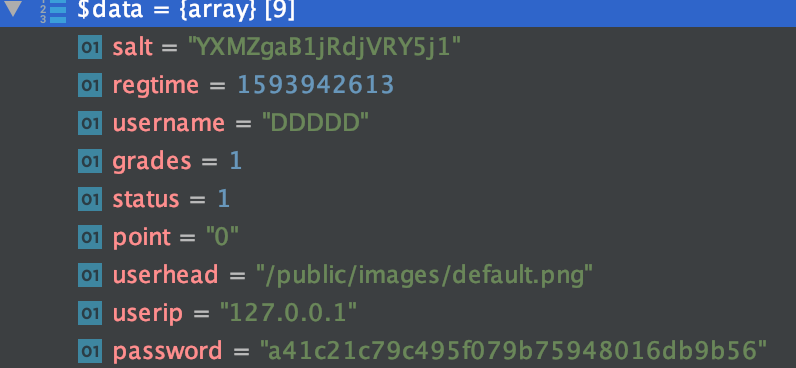 $data = {array} [9]
01 salt = "YXMZgaB1jRdjVRY5j1"
01 regtime = 1593942613
01 username = "DDDDD"
01 grades = 1
01 status = 1
01 point = "0"
01 userhead = "/public/images/default.png"
01 userip = "127.0.0.1"
01 password = "a41c21c79c495f079b75948016db9b56"